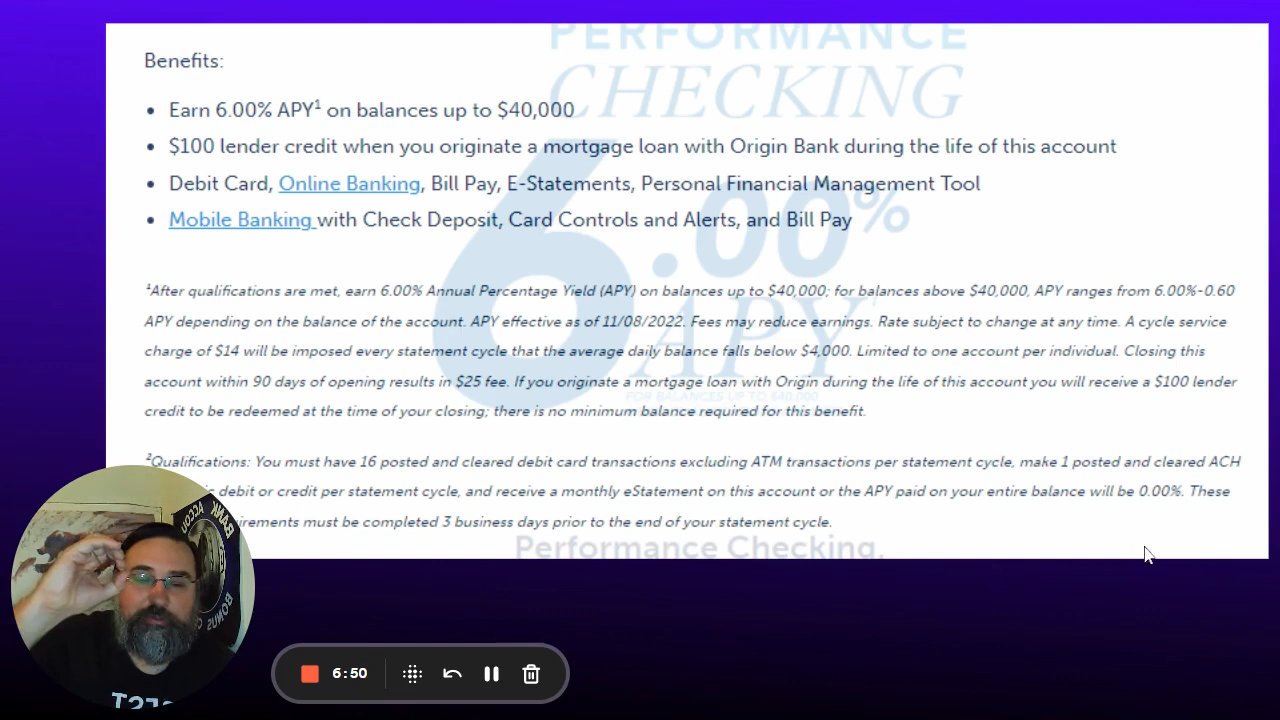 PERFORMANCE
CHECKING
6.00%
APY¹
FOR BALANCES UP TO $40,000
Benefits:
• Earn 6.00% APY¹ on balances up to $40,000
• $100 lender credit when you originate a mortgage loan with Origin Bank during the life of this account
• Debit Card, Online Banking, Bill Pay, E-Statements, Personal Financial Management Tool
• Mobile Banking with Check Deposit, Card Controls and Alerts, and Bill Pay
¹After qualifications are met, earn 6.00% Annual Percentage Yield (APY) on balances up to $40,000; for balances above $40,000, APY ranges from 6.00%-0.60
APY depending on the balance of the account. APY effective as of 11/08/2022. Fees may reduce earnings. Rate subject to change at any time. A cycle service
charge of $14 will be imposed every statement cycle that the average daily balance falls below $4,000. Limited to one account per individual. Closing this
account within 90 days of opening results in $25 fee. If you originate a mortgage loan with Origin during the life of this account you will receive a $100 lender
credit to be redeemed at the time of your closing; there is no minimum balance required for this benefit.
²Qualifications: You must have 16 posted and cleared debit card transactions excluding ATM transactions per statement cycle, make 1 posted and cleared ACH
debit or credit per statement cycle, and receive a monthly eStatement on this account or the APY paid on your entire balance will be 0.00%. These
must be completed 3 business days prior to the end of your statement cycle.
Performance Checking.
BANK
ACCOU
BONUS
6:50